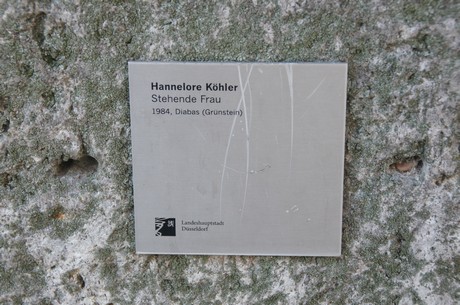 Hannelore Köhler
Stehende Frau
1984, Diabas (Grünstein)
Landeshauptstadt
Düsseldorf